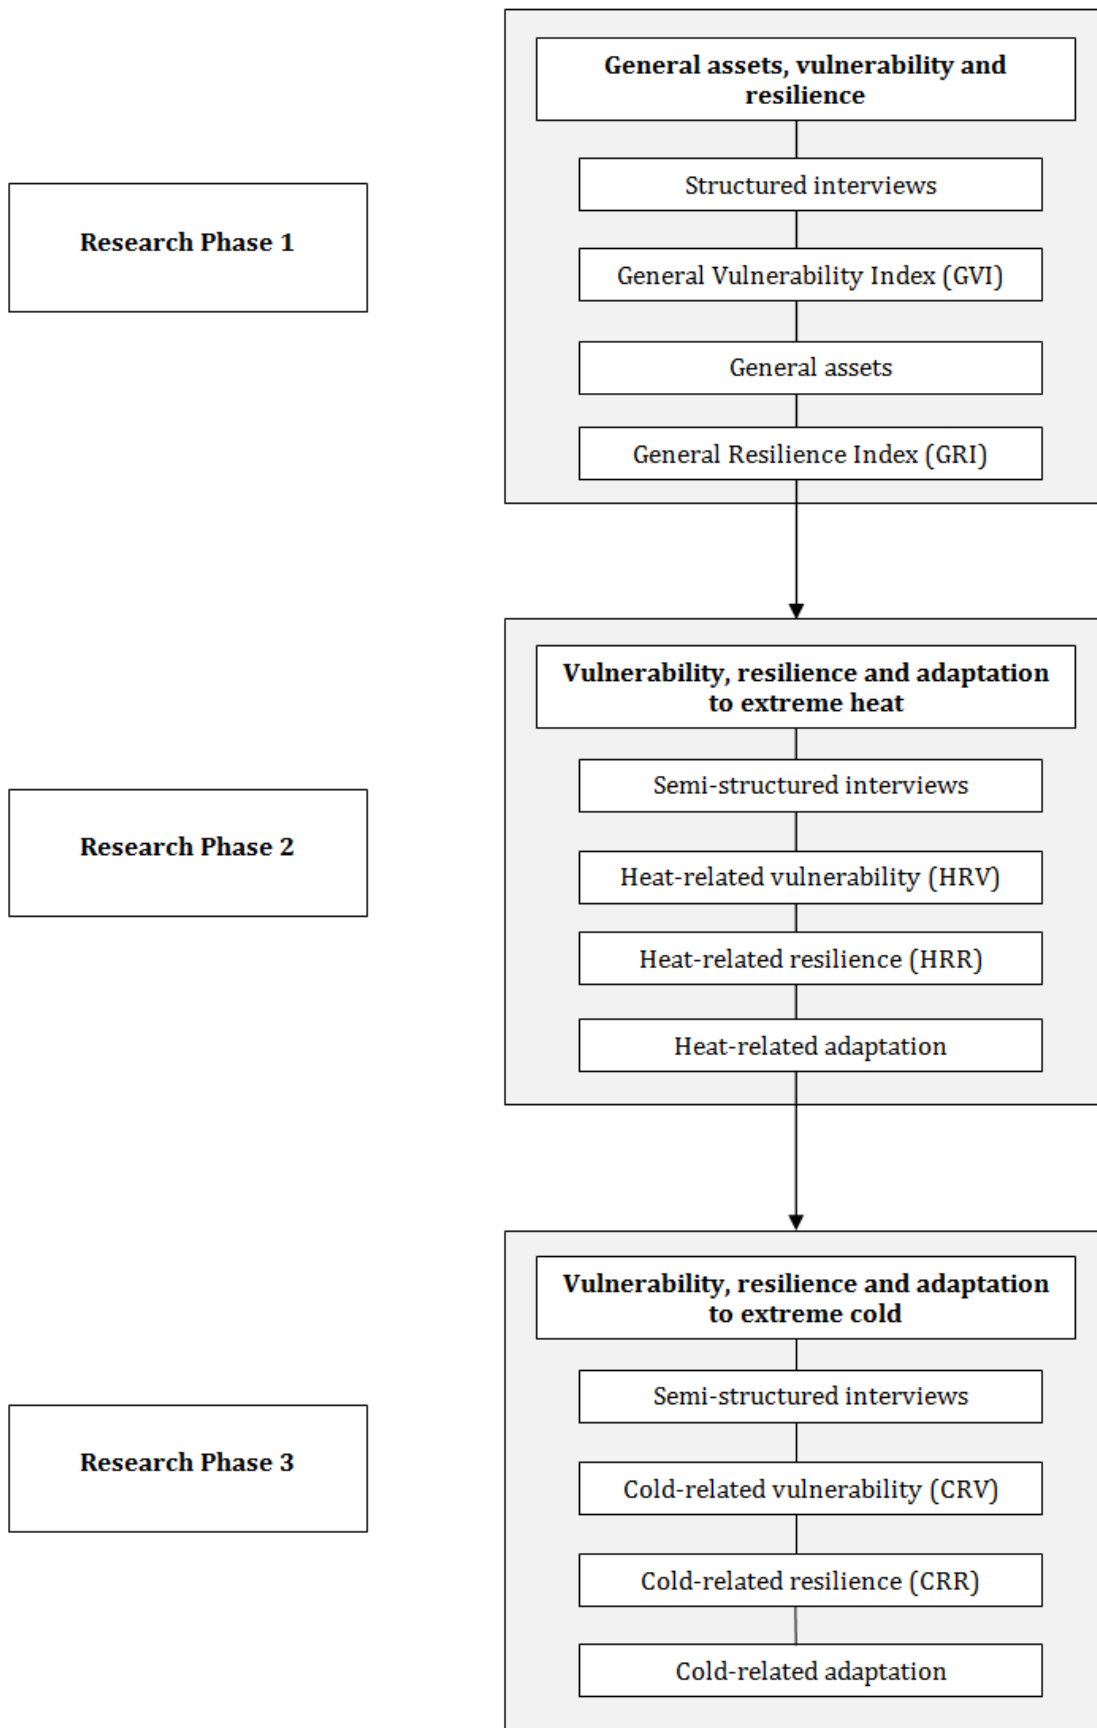 General assets, vulnerability and
resilience
Structured interviews
Research Phase 1
General Vulnerability Index (GVI)
General assets
General Resilience Index (GRI)
Vulnerability, resilience and adaptation
to extreme heat
Semi-structured interviews
Research Phase 2
Heat-related vulnerability (HRV)
Heat-related resilience (HRR)
Heat-related adaptation
Vulnerability, resilience and adaptation
to extreme cold
Semi-structured interviews
Research Phase 3
Cold-related vulnerability (CRV)
Cold-related resilience (CRR)
Cold-related adaptation